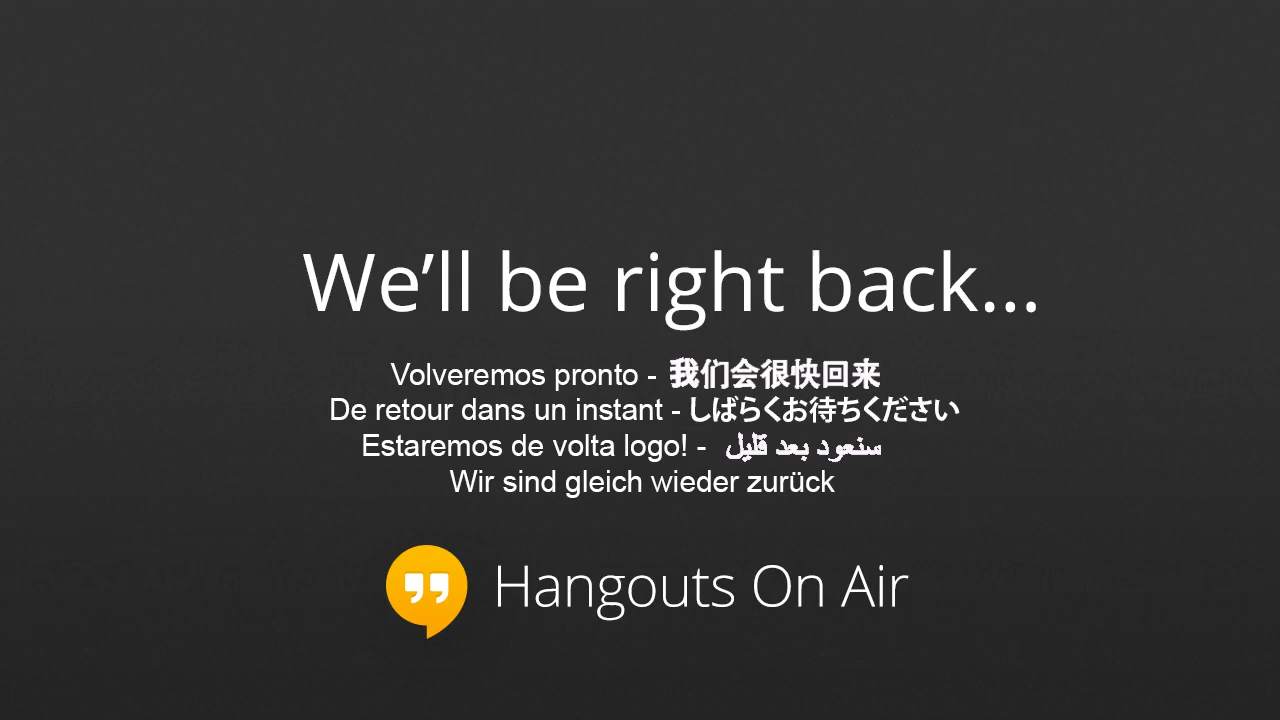 We’ll be right back...
Volveremos pronto - 我们会很快回来
De retour dans un instant - しばらくお待ちください
Estaremos de volta logo! - سنعود بعد قليل
Wir sind gleich wieder zurück
Hangouts On Air